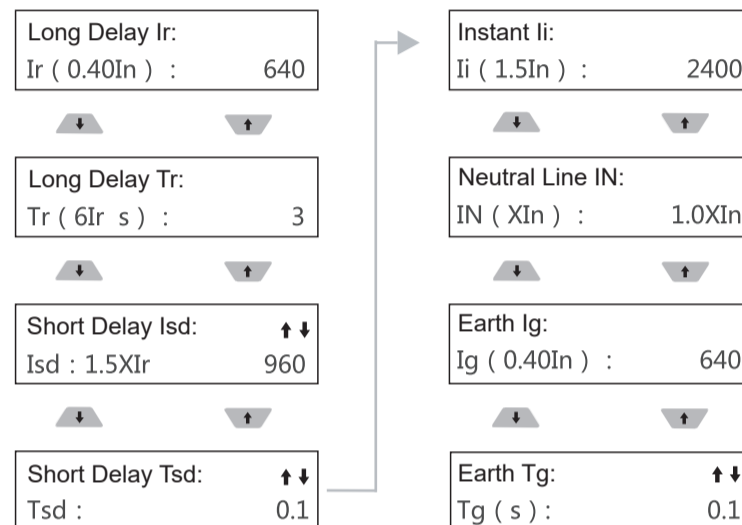 Long Delay Ir:
Ir ( 0.40In ) : 640
Long Delay Tr:
Tr ( 6Ir s ) : 3
Short Delay Isd:
Isd : 1.5XIr 960
Short Delay Tsd:
Tsd : 0.1
Instant Ii:
Ii ( 1.5In ) : 2400
Neutral Line IN:
IN ( XIn ) : 1.0XIn
Earth Ig:
Ig ( 0.40In ) : 640
Earth Tg:
Tg ( s ) : 0.1